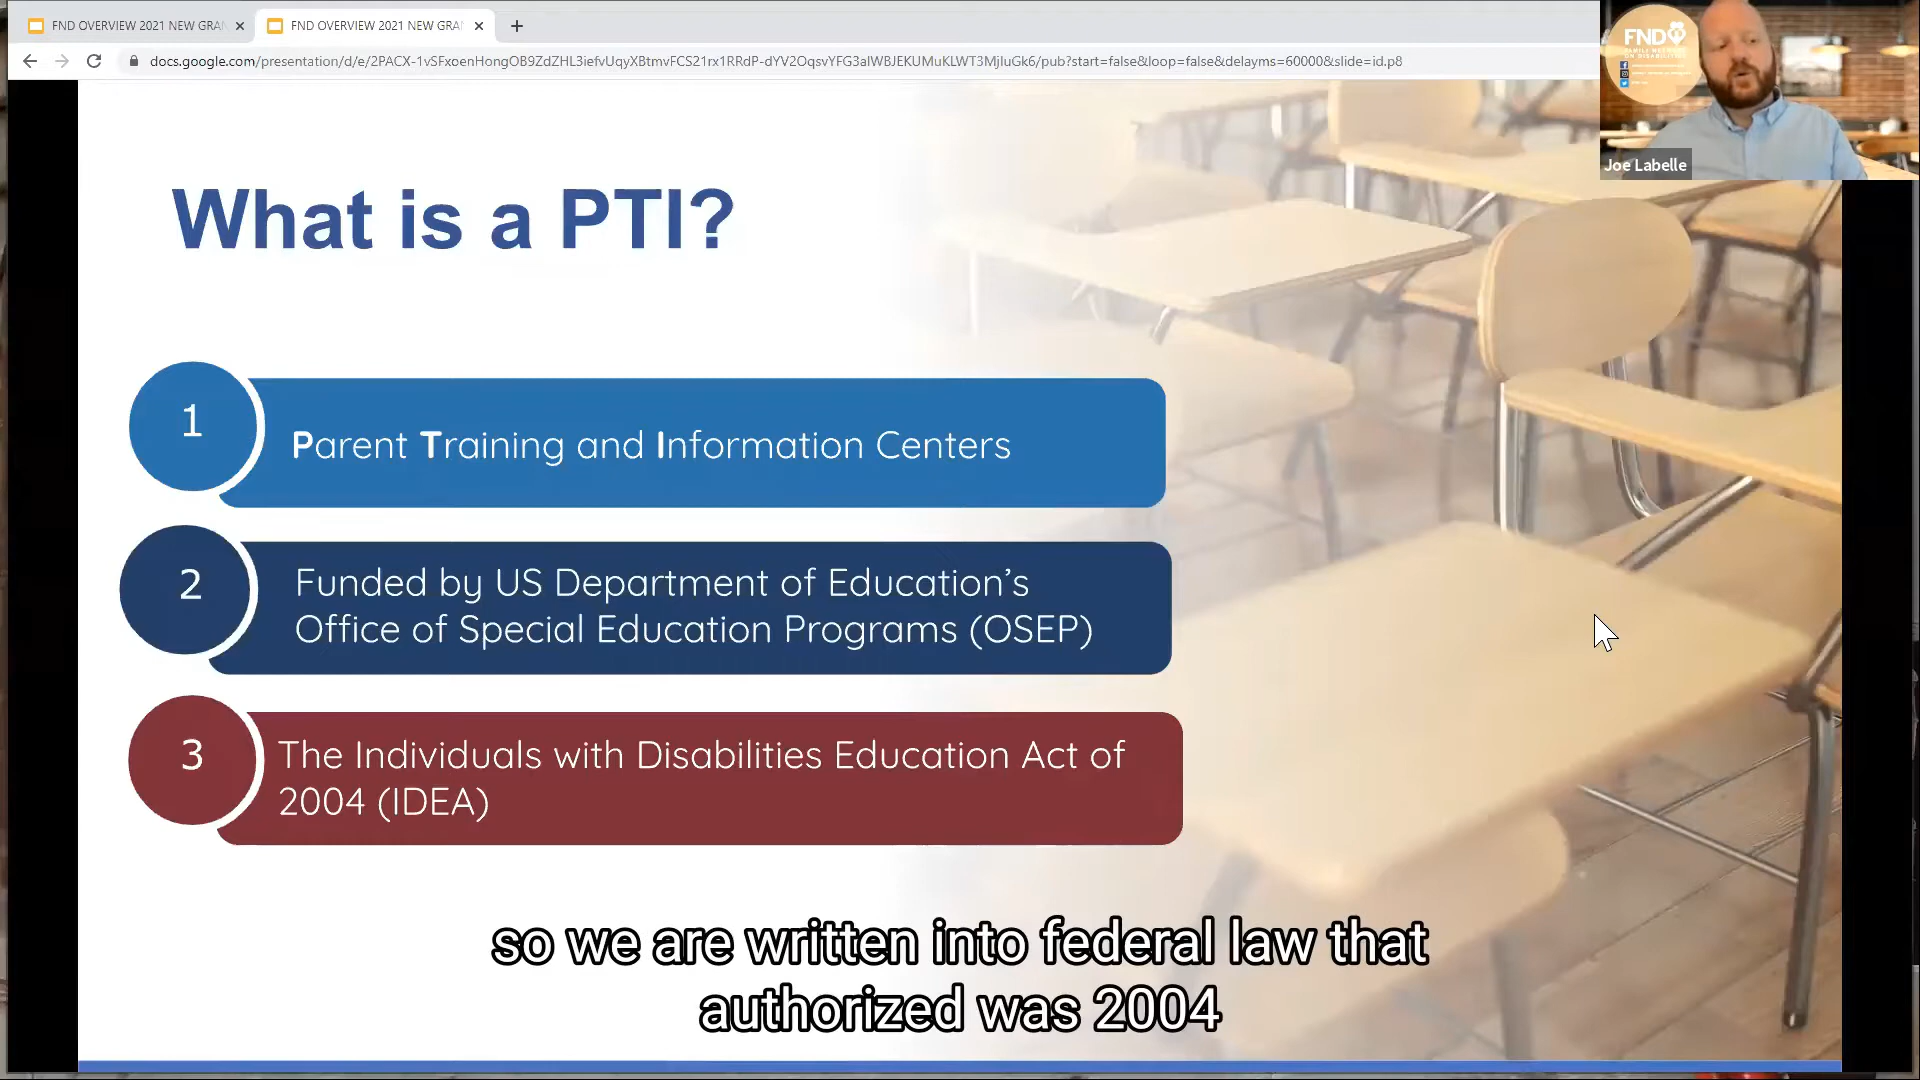 FND OVERVIEW 2021 NEW GRA
FND OVERVIEW 2021 NEW GRA
docs.google.com/presentation/d/e/2PACX-1vSFxoenHongOB9ZdZHL3iefvUqyXBtmvFCS21rx1RRdP-dYV2OqsvYFG3alWBJEKUMuKLWT3MjluGk6/pub?start=false&loop=false&delayms=60000&slide=id.p8
FND
Joe Labelle
What is a PTI?
1
Parent Training and Information Centers
2
Funded by US Department of Education’s
Office of Special Education Programs (OSEP)
3
The Individuals with Disabilities Education Act of
2004 (IDEA)
so we are written into federal law that
authorized was 2004